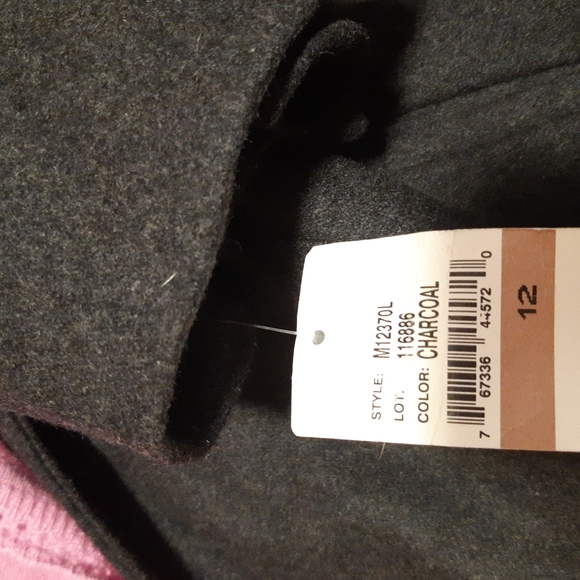 STYLE: M12370L
LOT. 116886
COLOR: CHARCOAL
7 67336 44572 0
12